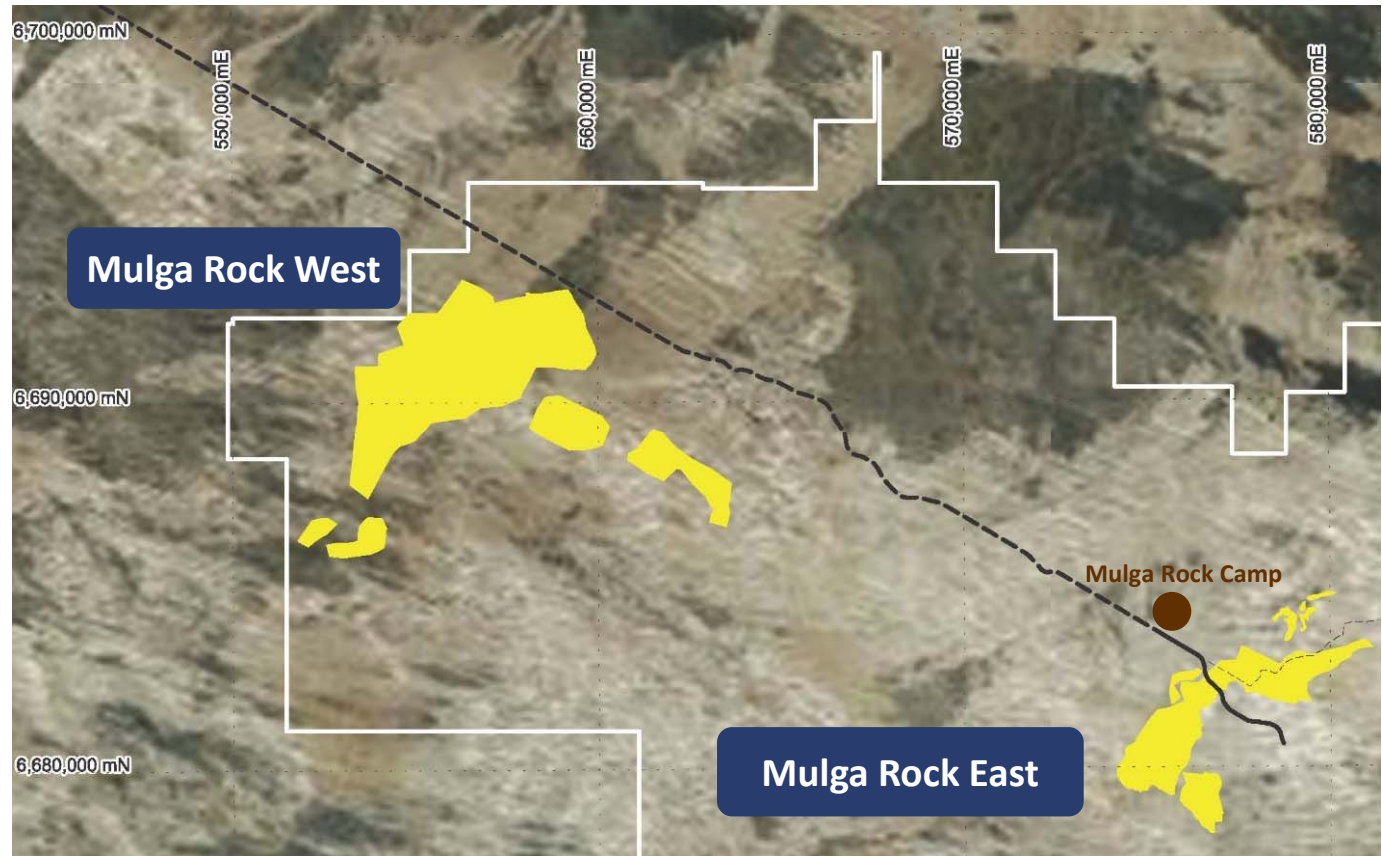 6,700,000 mN
550,000 mE
560,000 mE
570,000 mE
580,000 mE
Mulga Rock West
6,690,000 mN
Mulga Rock Camp
Mulga Rock East
6,680,000 mN